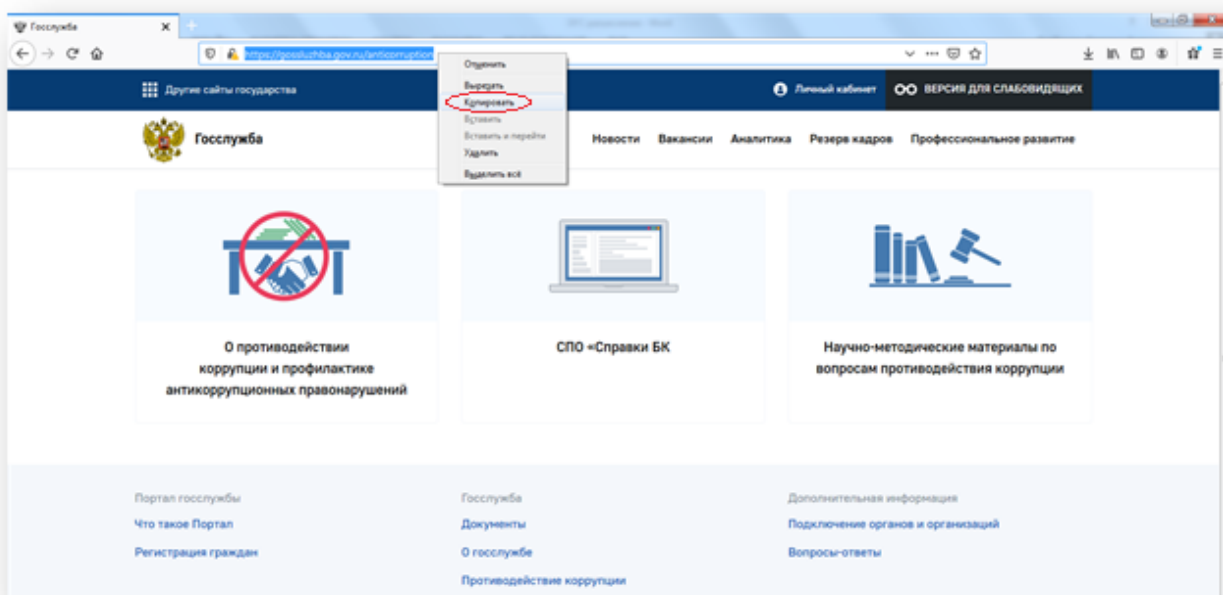 Госслужба
https://gossluzhba.gov.ru/anticorruption
Отменить
Вырезать
Копировать
Вставить
Вставить и перейти
Удалить
Выделить всё
Другие сайты государства
Личный кабинет
ВЕРСИЯ ДЛЯ СЛАБОВИДЯЩИХ
Госслужба
Новости Вакансии Аналитика Резерв кадров Профессиональное развитие
О противодействии
коррупции и профилактике
антикоррупционных правонарушений
СПО «Справки БК
Научно-методические материалы по
вопросам противодействия коррупции
Портал госслужбы
Что такое Портал
Регистрация граждан
Госслужба
Документы
О госслужбе
Противодействие коррупции
Дополнительная информация
Подключение органов и организаций
Вопросы-ответы